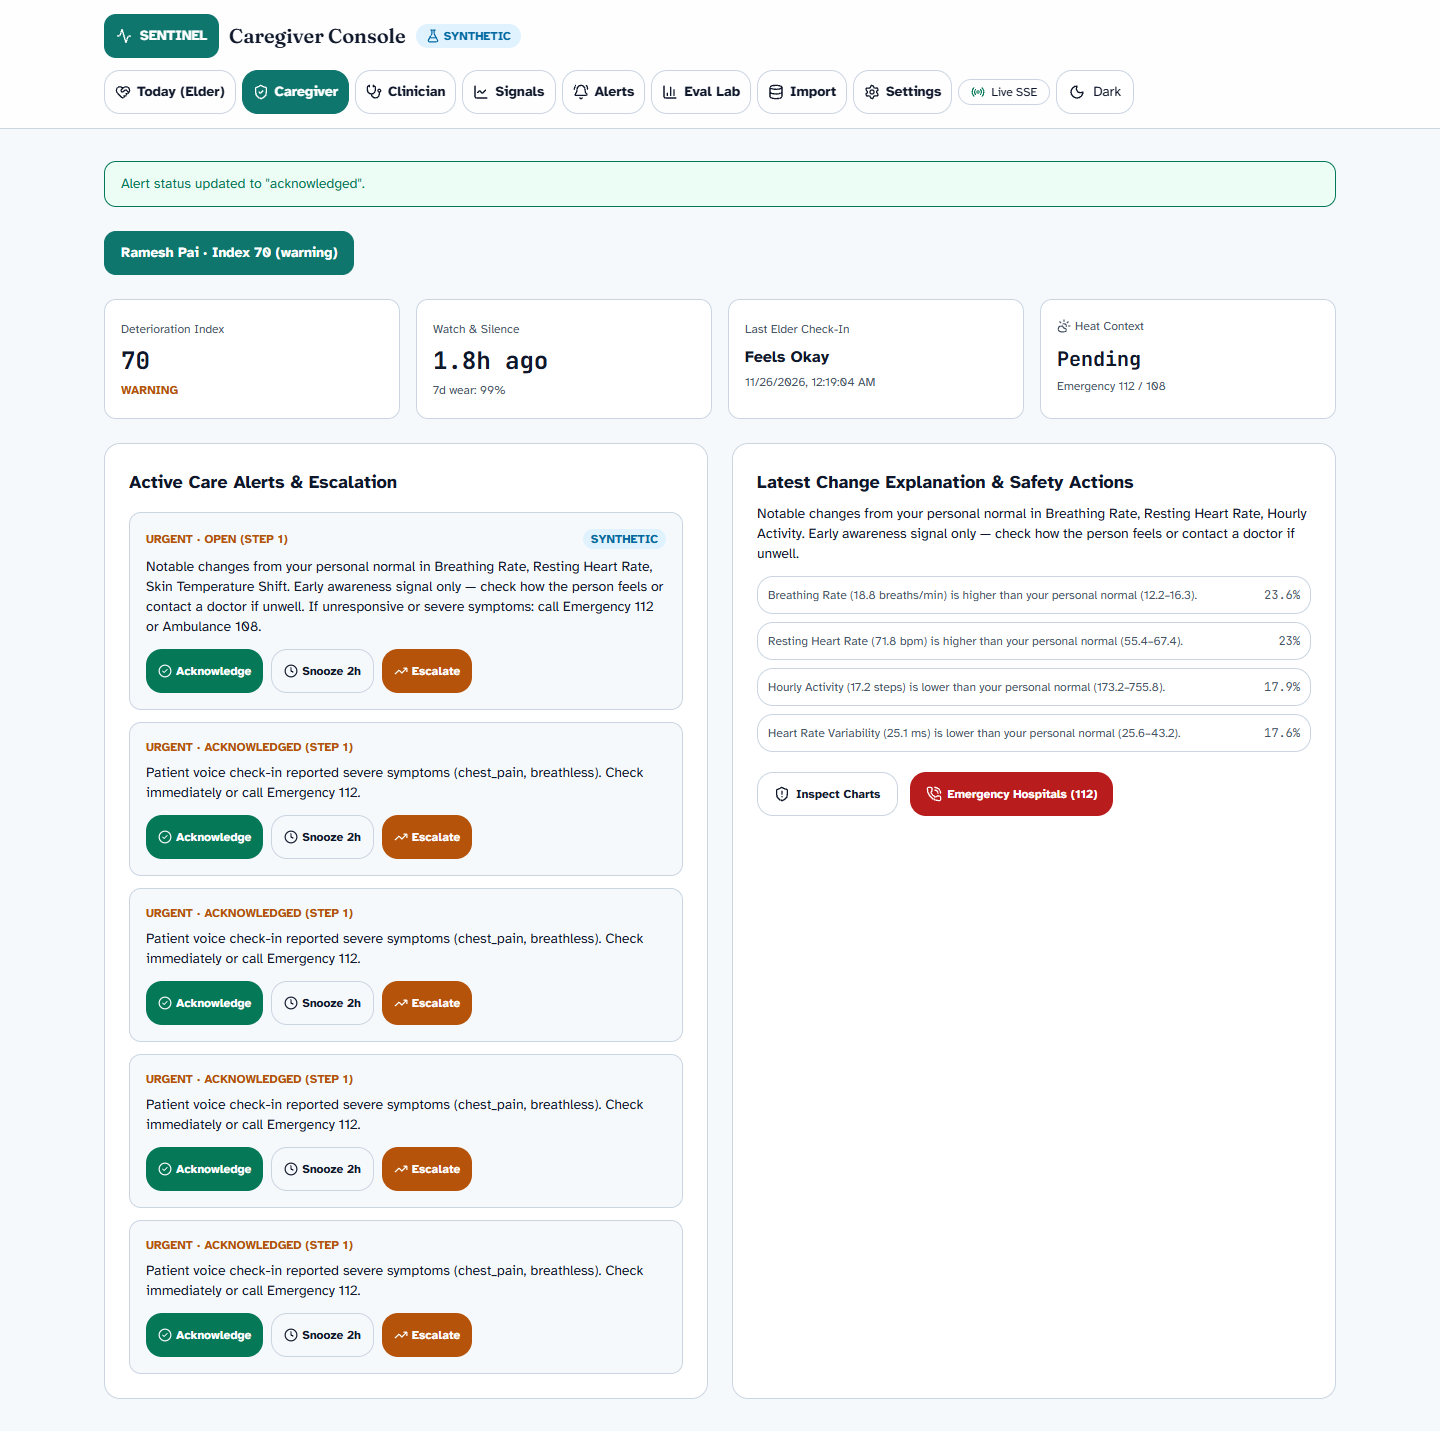 SENTINEL Caregiver Console SYNTHETIC
Today (Elder) Caregiver Clinician Signals Alerts Eval Lab Import Settings Live SSE Dark
Alert status updated to "acknowledged".
Ramesh Pai · Index 70 (warning)
Deterioration Index
70
WARNING
Watch & Silence
1.8h ago
7d wear: 99%
Last Elder Check-In
Feels Okay
11/26/2026, 12:19:04 AM
Heat Context
Pending
Emergency 112 / 108
Active Care Alerts & Escalation
URGENT · OPEN (STEP 1) SYNTHETIC
Notable changes from your personal normal in Breathing Rate, Resting Heart Rate,
Skin Temperature Shift. Early awareness signal only — check how the person feels or
contact a doctor if unwell. If unresponsive or severe symptoms: call Emergency 112
or Ambulance 108.
Acknowledge Snooze 2h Escalate
URGENT · ACKNOWLEDGED (STEP 1)
Patient voice check-in reported severe symptoms (chest_pain, breathless). Check
immediately or call Emergency 112.
Acknowledge Snooze 2h Escalate
URGENT · ACKNOWLEDGED (STEP 1)
Patient voice check-in reported severe symptoms (chest_pain, breathless). Check
immediately or call Emergency 112.
Acknowledge Snooze 2h Escalate
URGENT · ACKNOWLEDGED (STEP 1)
Patient voice check-in reported severe symptoms (chest_pain, breathless). Check
immediately or call Emergency 112.
Acknowledge Snooze 2h Escalate
URGENT · ACKNOWLEDGED (STEP 1)
Patient voice check-in reported severe symptoms (chest_pain, breathless). Check
immediately or call Emergency 112.
Acknowledge Snooze 2h Escalate
Latest Change Explanation & Safety Actions
Notable changes from your personal normal in Breathing Rate, Resting Heart Rate, Hourly
Activity. Early awareness signal only — check how the person feels or contact a doctor if
unwell.
Breathing Rate (18.8 breaths/min) is higher than your personal normal (12.2–16.3). 23.6%
Resting Heart Rate (71.8 bpm) is higher than your personal normal (55.4–67.4). 23%
Hourly Activity (17.2 steps) is lower than your personal normal (173.2–755.8). 17.9%
Heart Rate Variability (25.1 ms) is lower than your personal normal (25.6–43.2). 17.6%
Inspect Charts Emergency Hospitals (112)